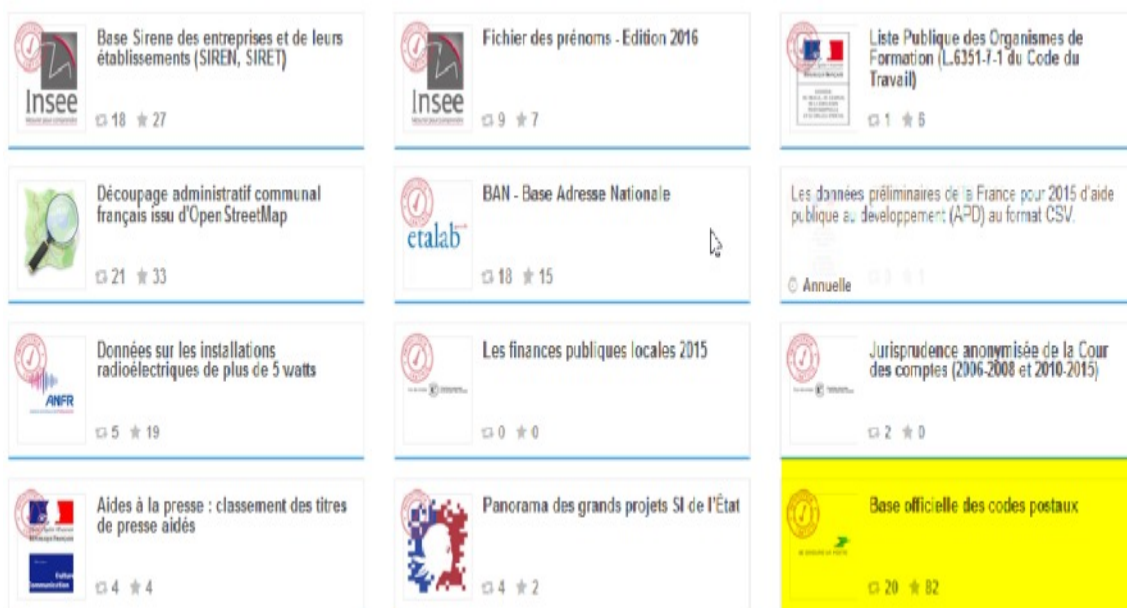 Base Sirene des entreprises et de leurs
établissements (SIREN, SIRET)
Insee
18 27
Fichier des prénoms - Edition 2016
Insee
9 7
Liste Publique des Organismes de
Formation (L.6351-7-1 du Code du
Travail)
1 6
Découpage administratif communal
français issu d'OpenStreetMap
21 33
BAN - Base Adresse Nationale
etalab
18 15
Les données préliminaires de la France pour 2015 d'aide
publique au développement (APD) au format CSV.
Annuelle
Données sur les installations
radioélectriques de plus de 5 watts
ANFR
5 19
Les finances publiques locales 2015
0 0
Jurisprudence anonymisée de la Cour
des comptes (2006-2008 et 2010-2015)
2 0
Aides à la presse : classement des titres
de presse aidés
4 4
Panorama des grands projets SI de l'État
4 2
Base officielle des codes postaux
20 82